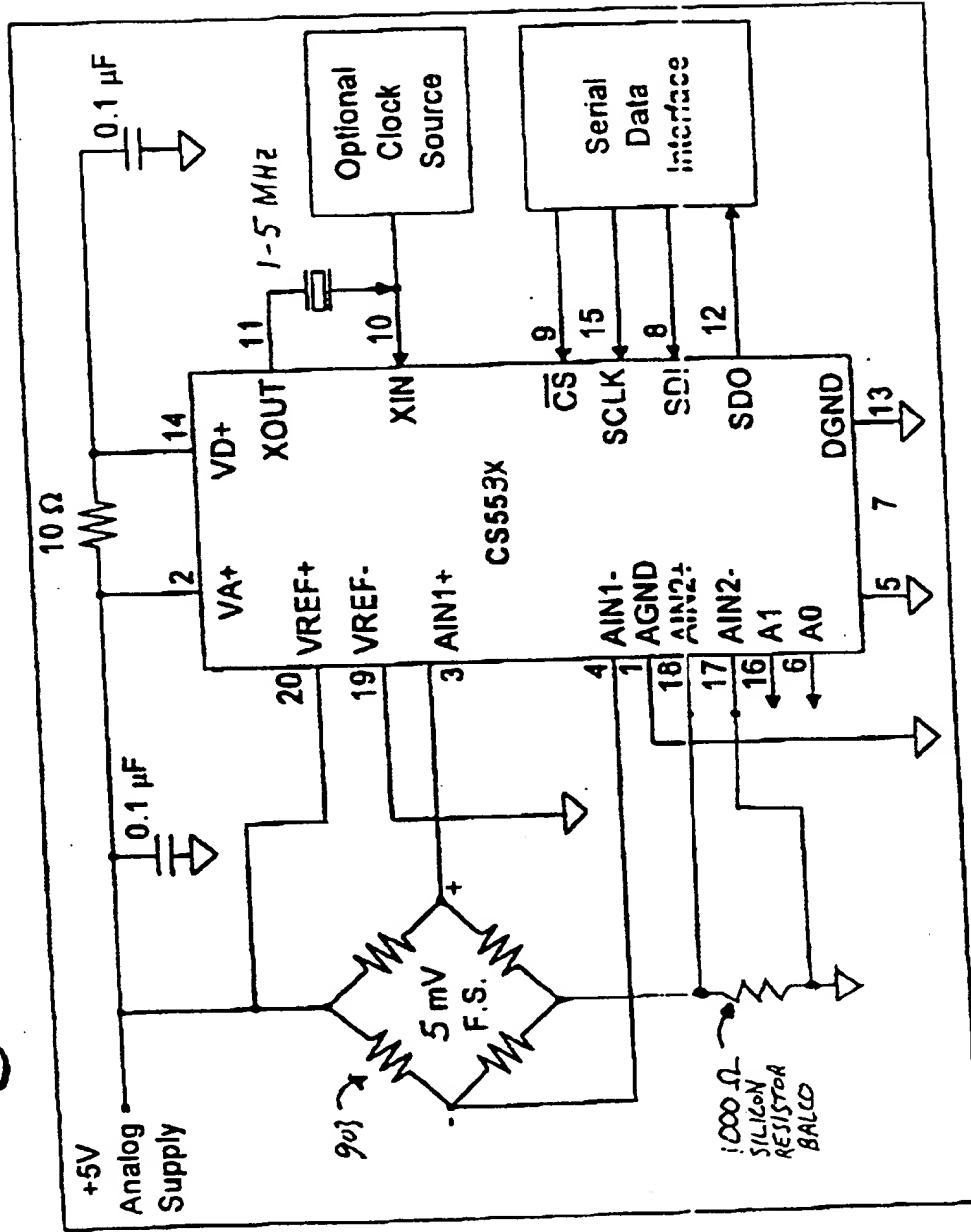 +5V
Analog
Supply
0.1 µF
10 Ω
0.1 µF
2
14
VA+
VD+
VREF+
20
VREF-
19
AIN1+
3
AIN1-
4
AGND
1
AIN2+
18
AIN2-
17
A1
16
A0
6
CS553X
XOUT
11
1-5 MHz
XIN
10
Optional
Clock
Source
CS
9
SCLK
15
SDI
8
SDO
12
Serial
Data
Interface
DGND
13
5
7
+
-
5 mV
F.S.
1000 Ω
SILICON
RESISTOR
BALCO